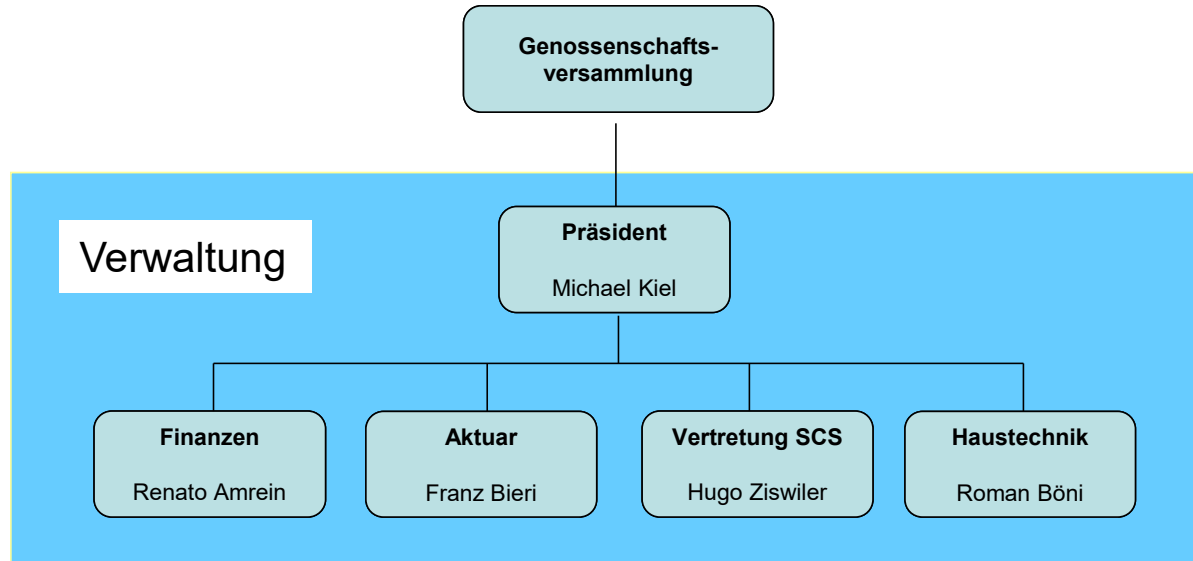 Genossenschafts-
versammlung
Verwaltung
Präsident
Michael Kiel
Finanzen
Renato Amrein
Aktuar
Franz Bieri
Vertretung SCS
Hugo Ziswiler
Haustechnik
Roman Böni